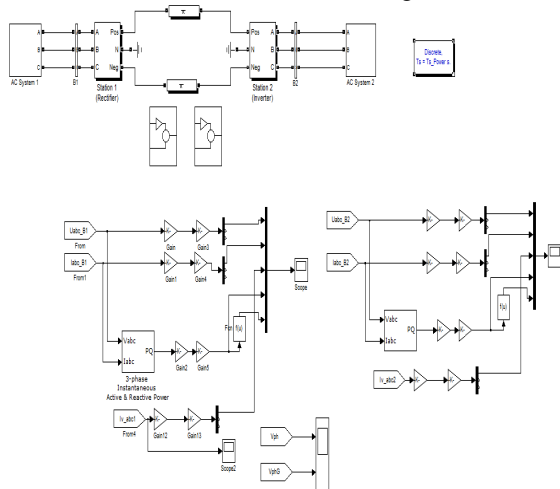 A
B
C
AC System 1
B1
A
B
C
Pos
N
Neg
Station 1
(Rectifier)
Pos
N
Neg
A
B
C
Station 2
(Inverter)
B2
A
B
C
AC System 2
Discrete,
Ts = Ts_Power s.
Uabc_B1
From
Iabc_B1
From1
K-
Gain
K-
Gain3
K-
Gain1
K-
Gain4
Scope
Vabc
Iabc
PQ
3-phase
Instantaneous
Active & Reactive Power
K-
Gain2
K-
Gain5
Fcn
f(u)
Iv_abc1
From4
K-
Gain12
K-
Gain13
Scope2
Vph
VphG
Uabc_B2
K-
K-
Iabc_B2
K-
K-
Vabc
Iabc
PQ
K-
K-
f(u)
Iv_abc2
K-
K-